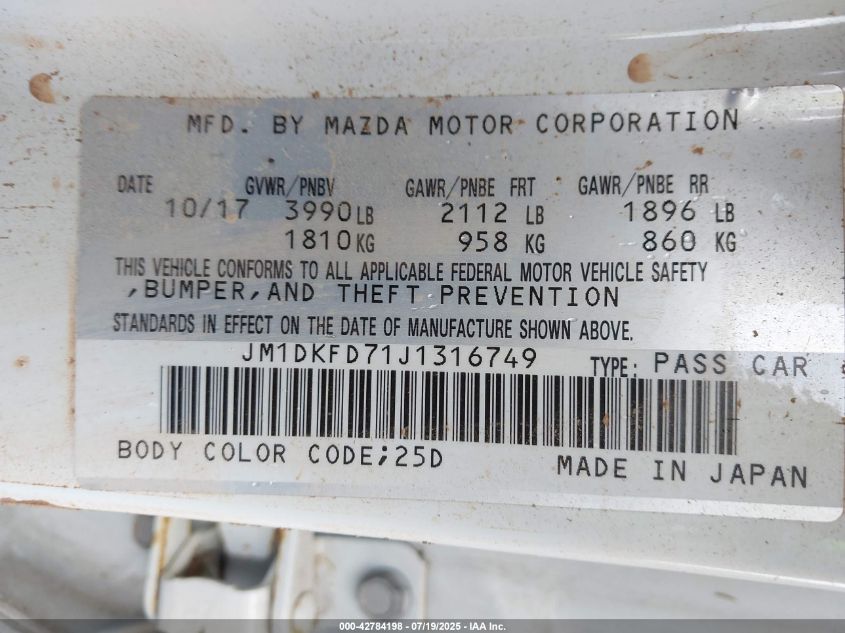 MFD. BY MAZDA MOTOR CORPORATION
DATE GVWR/PNBV GAWR/PNBE FRT GAWR/PNBE RR
10/17 3990LB 2112 LB 1896 LB
1810KG 958 KG 860 KG
THIS VEHICLE CONFORMS TO ALL APPLICABLE FEDERAL MOTOR VEHICLE SAFETY
,BUMPER,AND THEFT PREVENTION
STANDARDS IN EFFECT ON THE DATE OF MANUFACTURE SHOWN ABOVE.
JM1DKFD71J1316749 TYPE: PASS CAR
BODY COLOR CODE;25D MADE IN JAPAN
000-42784198 - 07/19/2025 - IAA Inc.